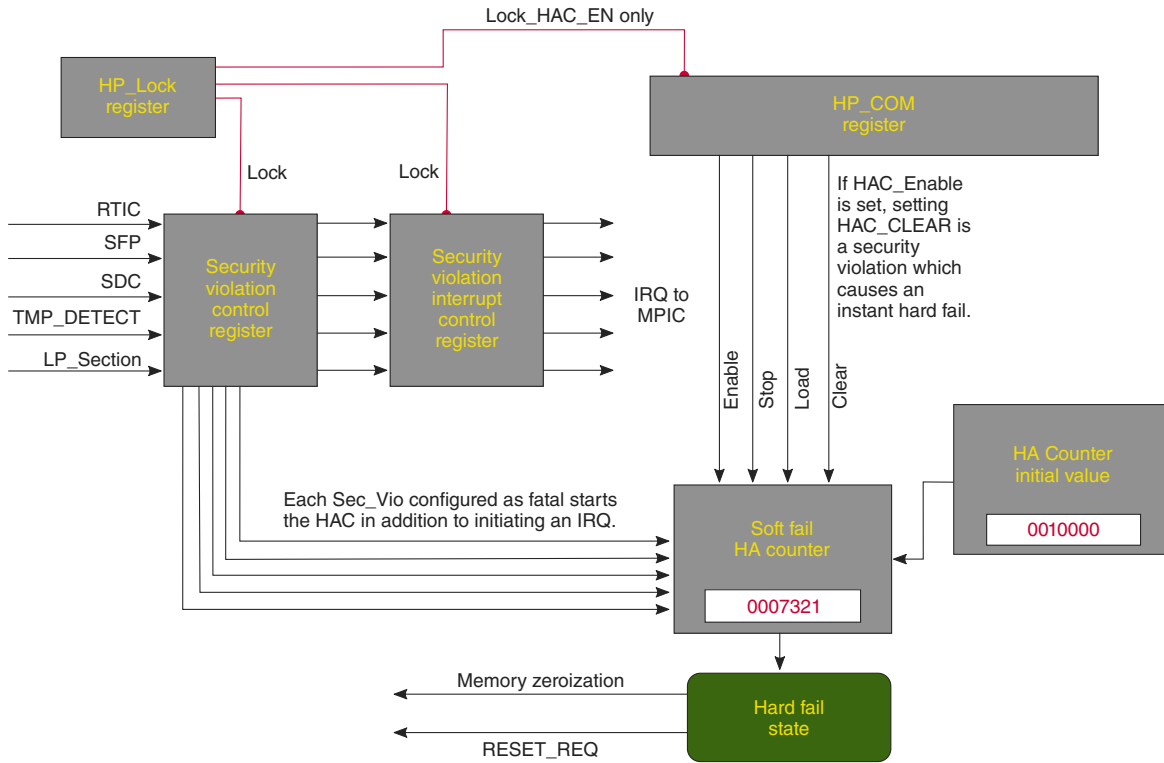 Lock_HAC_EN only
HP_Lock
register
HP_COM
register
Lock
Lock
If HAC_Enable
is set, setting
HAC_CLEAR is
a security
violation which
causes an
instant hard fail.
RTIC
SFP
SDC
TMP_DETECT
LP_Section
Security
violation
control
register
Security
violation
interrupt
control
register
IRQ to
MPIC
Enable
Stop
Load
Clear
HA Counter
initial value
0010000
Each Sec_Vio configured as fatal starts
the HAC in addition to initiating an IRQ.
Soft fail
HA counter
0007321
Memory zeroization
RESET_REQ
Hard fail
state